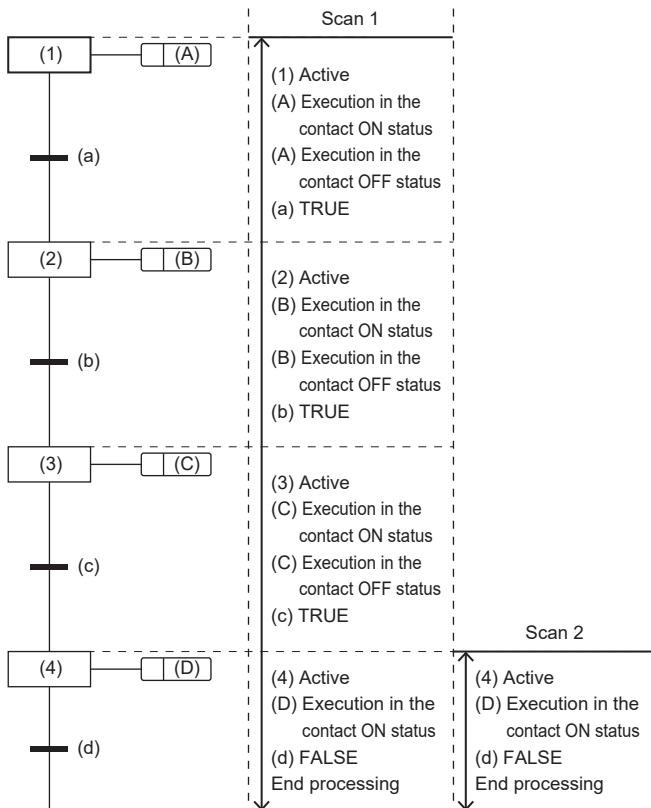 Scan 1
(1)
(A)
(1) Active
(A) Execution in the
contact ON status
(A) Execution in the
contact OFF status
(a)
(a) TRUE
(2)
(B)
(2) Active
(B) Execution in the
contact ON status
(B) Execution in the
contact OFF status
(b)
(b) TRUE
(3)
(C)
(3) Active
(C) Execution in the
contact ON status
(C) Execution in the
contact OFF status
(c)
(c) TRUE
Scan 2
(4)
(D)
(4) Active
(D) Execution in the
contact ON status
(d) FALSE
End processing
(d)
(4) Active
(D) Execution in the
contact ON status
(d) FALSE
End processing